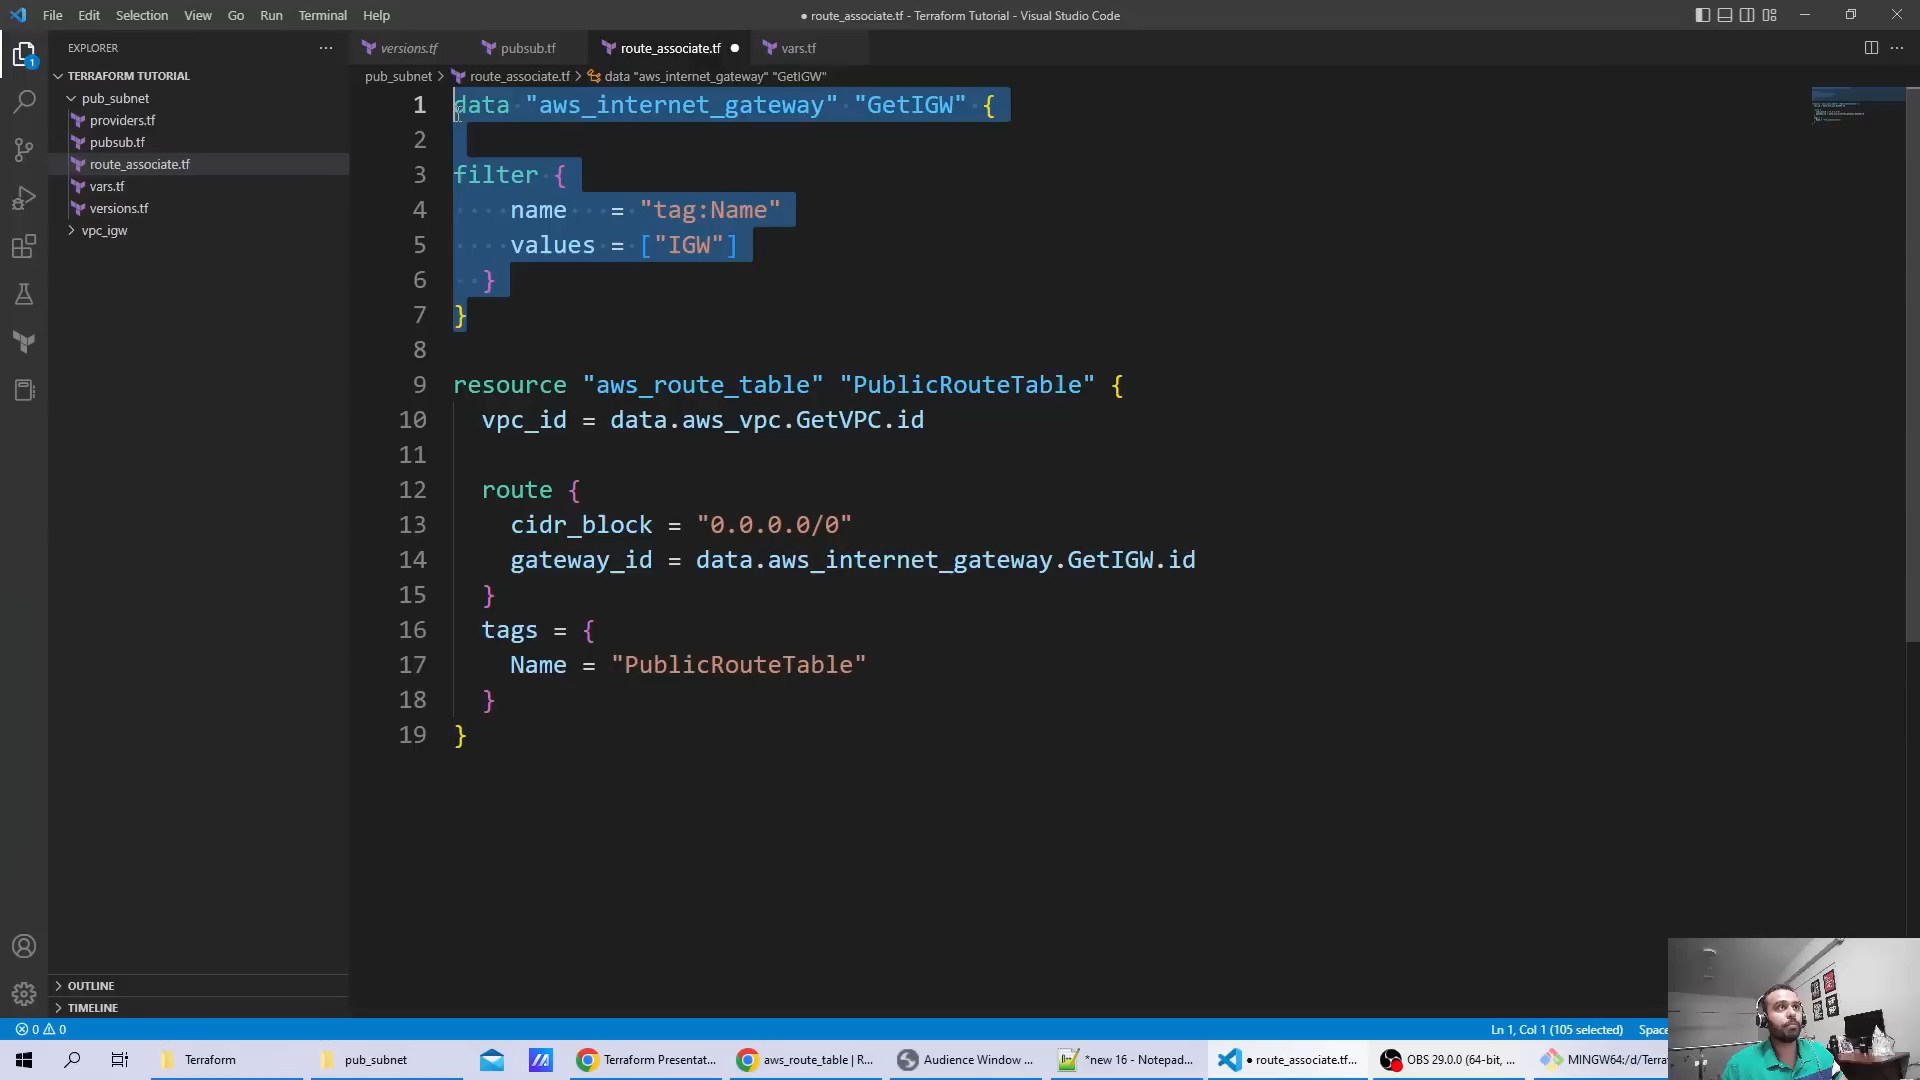 File Edit Selection View Go Run Terminal Help
● route_associate.tf - Terraform Tutorial - Visual Studio Code
EXPLORER
versions.tf
pubsub.tf
route_associate.tf
vars.tf
TERRAFORM TUTORIAL
pub_subnet
providers.tf
pubsub.tf
route_associate.tf
vars.tf
versions.tf
vpc_igw
OUTLINE
TIMELINE
1
pub_subnet > route_associate.tf > data "aws_internet_gateway" "GetIGW"
1 data "aws_internet_gateway" "GetIGW" {
2
3 filter {
4 name = "tag:Name"
5 values = ["IGW"]
6 }
7 }
8
9 resource "aws_route_table" "PublicRouteTable" {
10 vpc_id = data.aws_vpc.GetVPC.id
11
12 route {
13 cidr_block = "0.0.0.0/0"
14 gateway_id = data.aws_internet_gateway.GetIGW.id
15 }
16 tags = {
17 Name = "PublicRouteTable"
18 }
19 }
0 0
Ln 1, Col 1 (105 selected)
Space
Terraform
pub_subnet
Terraform Presentat...
aws_route_table | R...
Audience Window ...
*new 16 - Notepad...
● route_associate.tf...
OBS 29.0.0 (64-bit, ...
MINGW64:/d/Terra